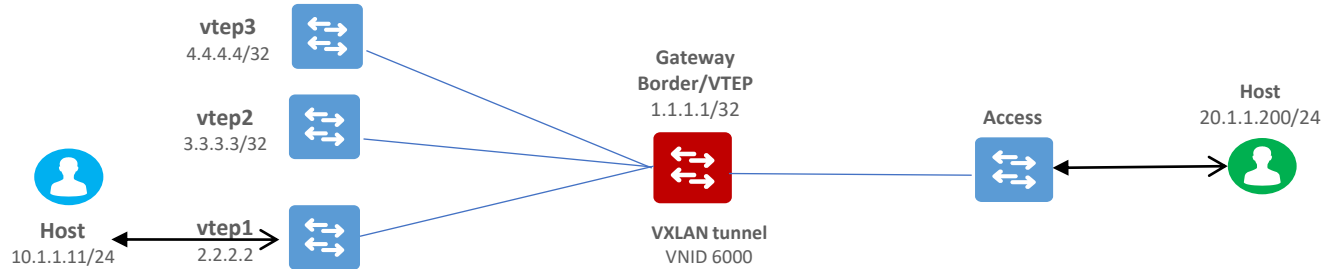 vtep3
4.4.4.4/32
Gateway
Border/VTEP
1.1.1.1/32
vtep2
3.3.3.3/32
Access
Host
20.1.1.200/24
Host
10.1.1.11/24
vtep1
2.2.2.2
VXLAN tunnel
VNID 6000